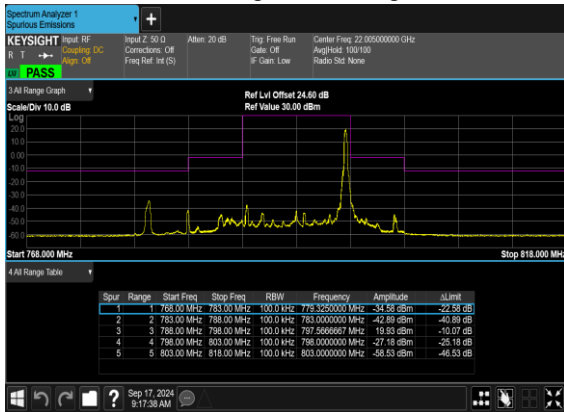 Spectrum Analyzer 1
Spurious Emissions
KEYSIGHT Input: RF Input Z: 50 Ω Atten: 20 dB Trig: Free Run Center Freq: 22.005000000 GHz
R T Coupling: DC Corrections: Off Gate: Off Avg|Hold: 100/100
Align: Off Freq Ref: Int (S) IF Gain: Low Radio Std: None
PASS
3 All Range Graph
Ref Lvl Offset 24.60 dB
Scale/Div 10.0 dB Ref Value 30.00 dBm
Log
20.0
10.0
0.00
-10.0
-20.0
-30.0
-40.0
-50.0
-60.0
Start 768.000 MHz Stop 818.000 MHz
4 All Range Table
Spur Range Start Freq Stop Freq RBW Frequency Amplitude ΔLimit
1 1 768.00 MHz 783.00 MHz 100.0 kHz 779.3250000 MHz -34.58 dBm -22.58 dB
2 2 783.00 MHz 788.00 MHz 100.0 kHz 783.0000000 MHz -42.89 dBm -40.89 dB
3 3 788.00 MHz 798.00 MHz 100.0 kHz 797.5666667 MHz 19.93 dBm -10.07 dB
4 4 798.00 MHz 803.00 MHz 100.0 kHz 798.0000000 MHz -27.18 dBm -25.18 dB
5 5 803.00 MHz 818.00 MHz 100.0 kHz 803.0000000 MHz -58.53 dBm -46.53 dB
Sep 17, 2024
9:17:38 AM